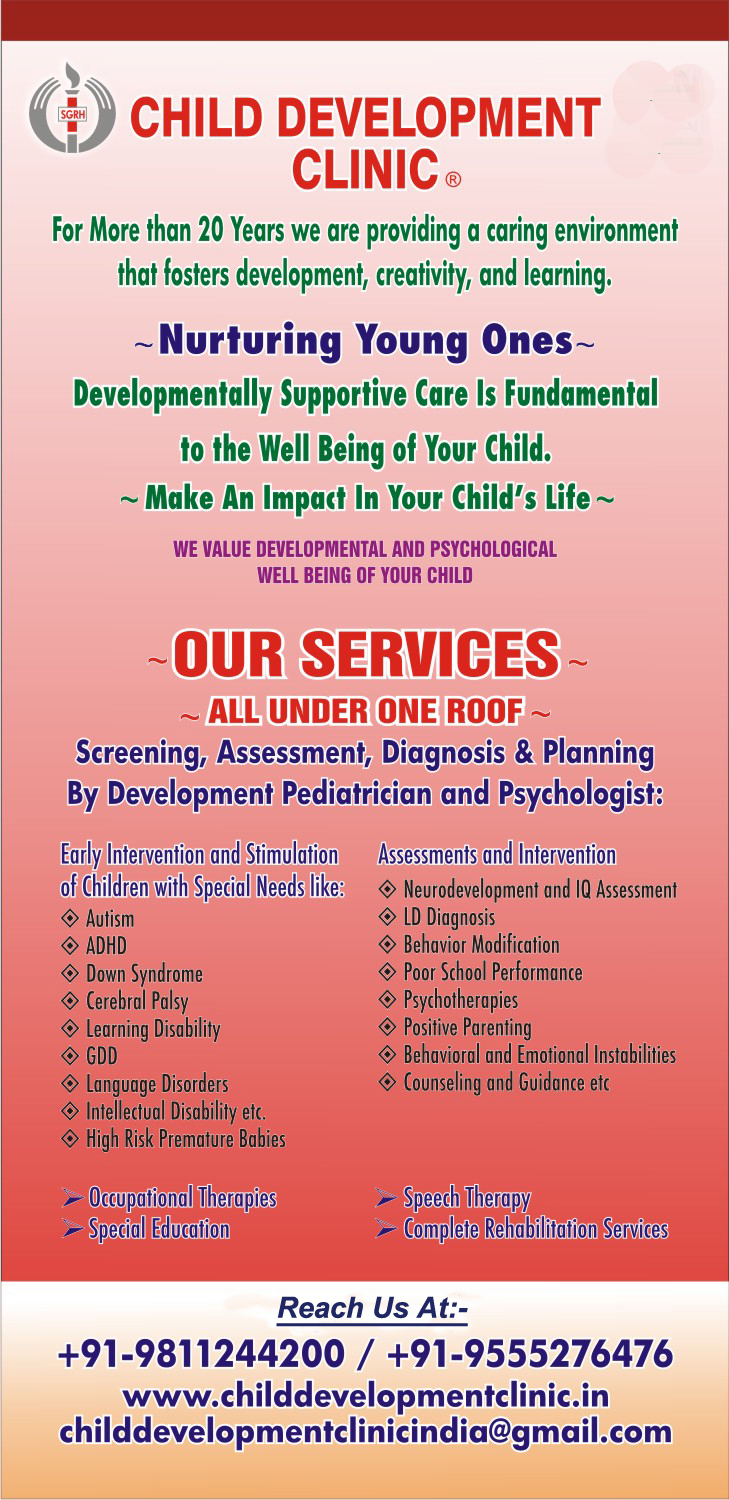 SGRH
CHILD DEVELOPMENT
CLINIC ®
For More than 20 Years we are providing a caring environment
that fosters development, creativity, and learning.
~Nurturing Young Ones~
Developmentally Supportive Care Is Fundamental
to the Well Being of Your Child.
~ Make An Impact In Your Child's Life ~
WE VALUE DEVELOPMENTAL AND PSYCHOLOGICAL
WELL BEING OF YOUR CHILD
~ OUR SERVICES ~
~ ALL UNDER ONE ROOF ~
Screening, Assessment, Diagnosis & Planning
By Development Pediatrician and Psychologist:
Early Intervention and Stimulation
of Children with Special Needs like:
Autism
ADHD
Down Syndrome
Cerebral Palsy
Learning Disability
GDD
Language Disorders
Intellectual Disability etc.
High Risk Premature Babies
Assessments and Intervention
Neurodevelopment and IQ Assessment
LD Diagnosis
Behavior Modification
Poor School Performance
Psychotherapies
Positive Parenting
Behavioral and Emotional Instabilities
Counseling and Guidance etc
Occupational Therapies
Special Education
Speech Therapy
Complete Rehabilitation Services
Reach Us At:-
+91-9811244200 / +91-9555276476
www.childdevelopmentclinic.in
childdevelopmentclinicindia@gmail.com